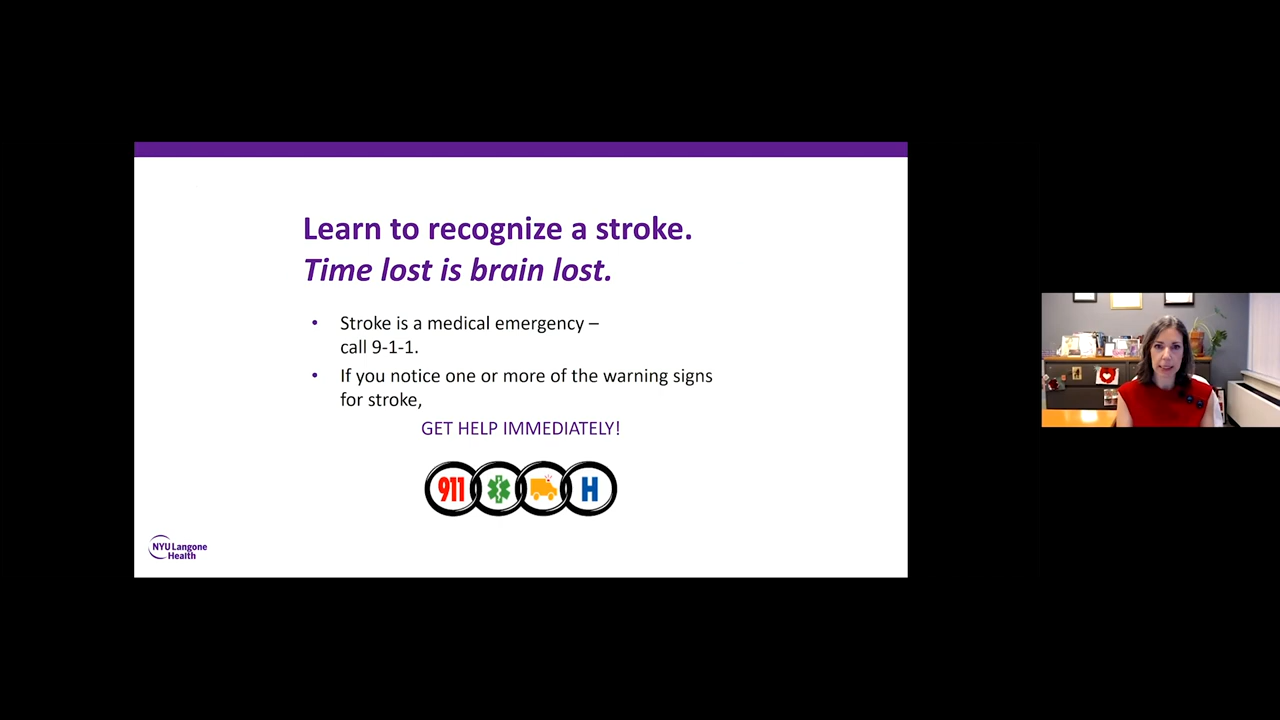 Learn to recognize a stroke.
Time lost is brain lost.
• Stroke is a medical emergency –
call 9-1-1.
• If you notice one or more of the warning signs
for stroke,
GET HELP IMMEDIATELY!
911
H
NYU Langone
Health